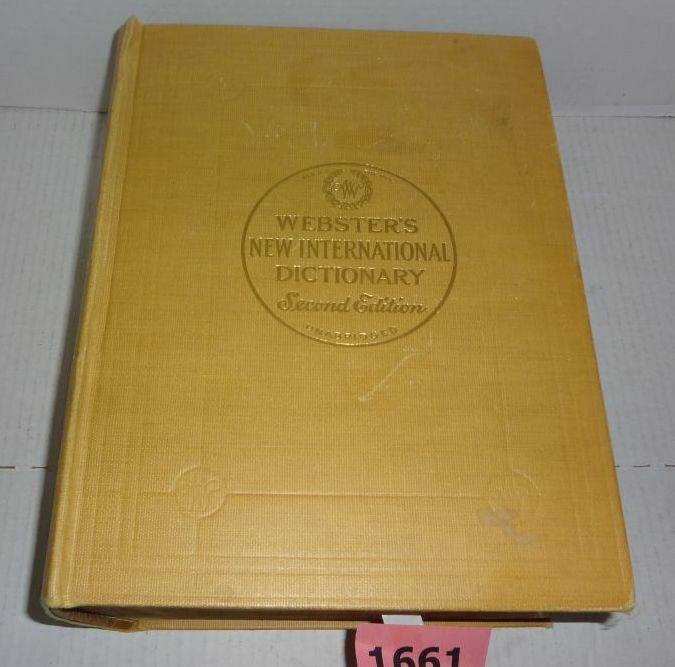 W
WEBSTER'S
NEW INTERNATIONAL
DICTIONARY
Second Edition
UNABRIDGED
1661